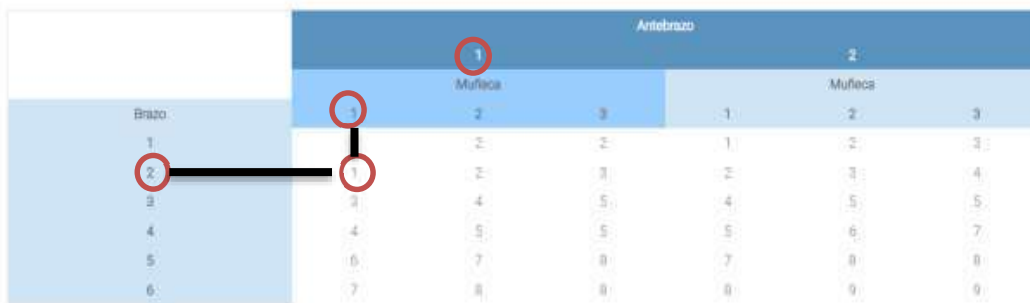 Antebrazo
1 2
Muñeca Muñeca
Brazo 1 2 3 1 2 3
1 2 2 1 2 3
2 1 2 3 2 3 4
3 3 4 5 4 5 5
4 4 5 5 5 6 7
5 6 7 8 7 8 8
6 7 8 8 8 9 9